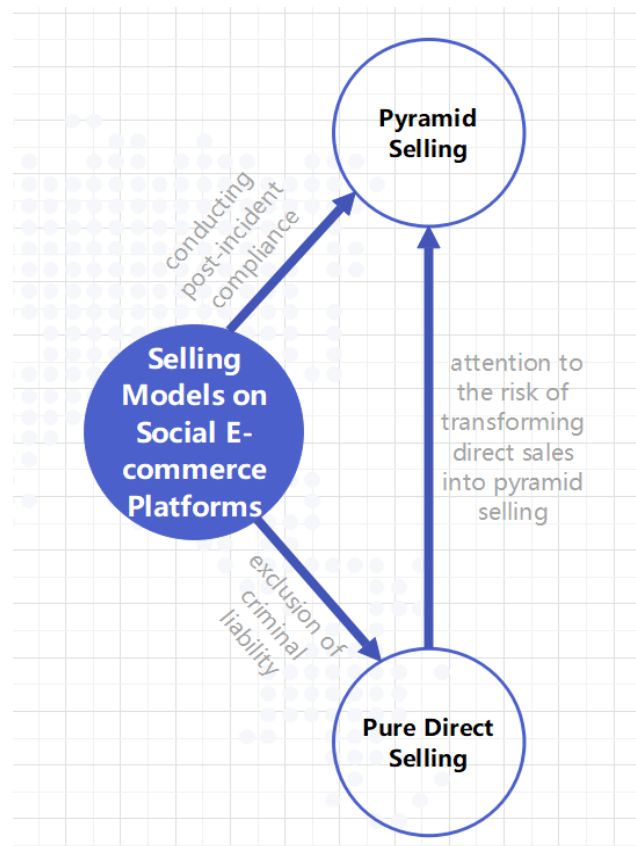 Pyramid
Selling
conducting
post-incident
compliance
Selling
Models on
Social E-
commerce
Platforms
attention to
the risk of
transforming
direct sales
into pyramid
selling
exclusion of
criminal
liability
Pure Direct
Selling